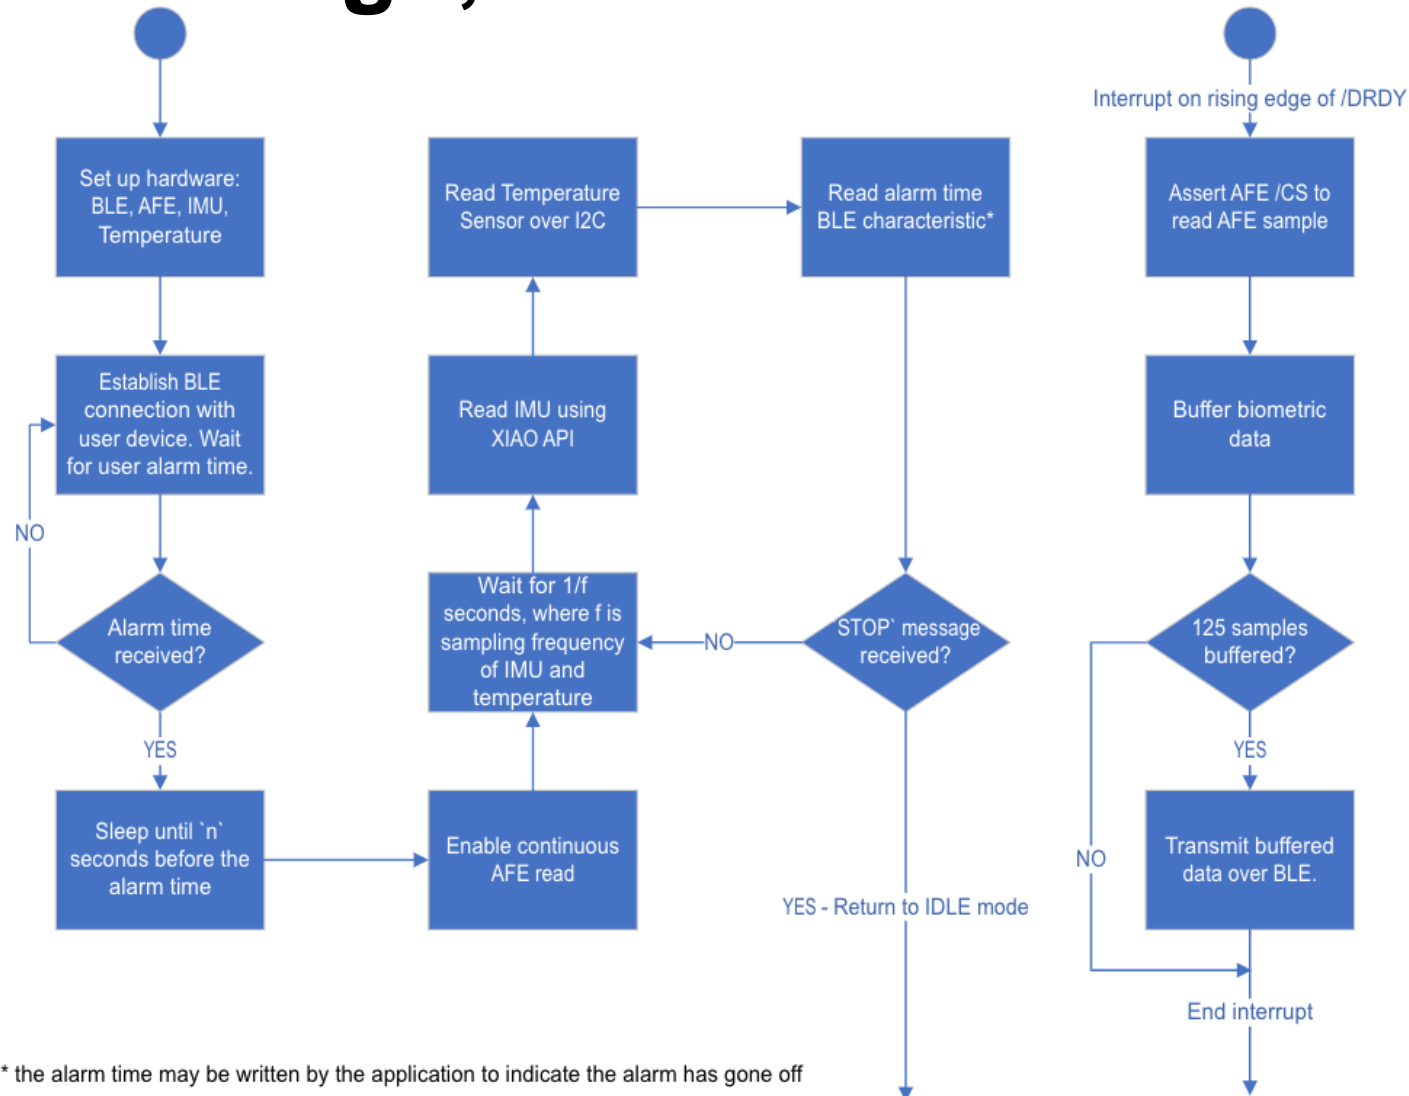 Set up hardware:
BLE, AFE, IMU,
Temperature
Establish BLE
connection with
user device. Wait
for user alarm time.
NO
Alarm time
received?
YES
Sleep until `n`
seconds before the
alarm time
Enable continuous
AFE read
Wait for 1/f
seconds, where f is
sampling frequency
of IMU and
temperature
Read IMU using
XIAO API
Read Temperature
Sensor over I2C
Read alarm time
BLE characteristic*
`STOP` message
received?
NO
YES - Return to IDLE mode
Interrupt on rising edge of /DRDY
Assert AFE /CS to
read AFE sample
Buffer biometric
data
125 samples
buffered?
YES
NO
Transmit buffered
data over BLE.
End interrupt
* the alarm time may be written by the application to indicate the alarm has gone off